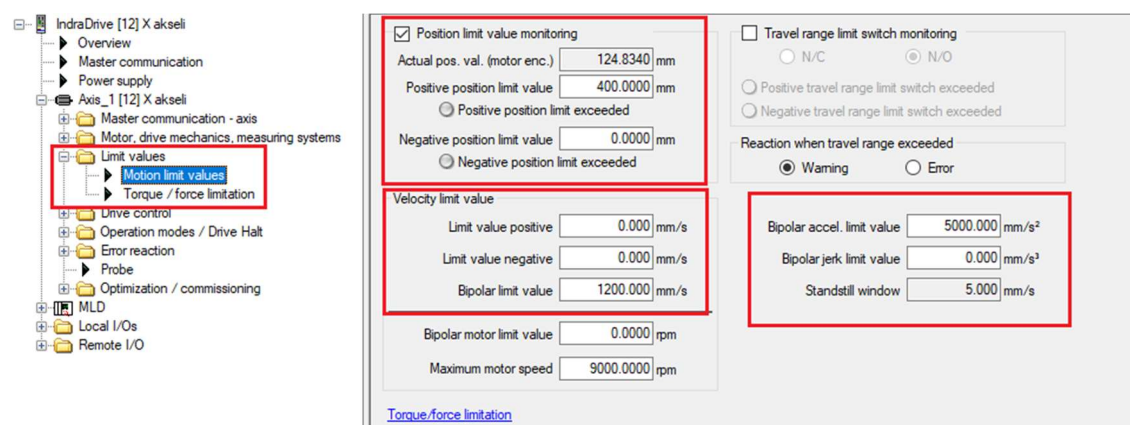 IndraDrive [12] X akseli
Overview
Master communication
Power supply
Axis_1 [12] X akseli
Master communication - axis
Motor, drive mechanics, measuring systems
Limit values
Motion limit values
Torque / force limitation
Drive control
Operation modes / Drive Halt
Error reaction
Probe
Optimization / commissioning
MLD
Local I/Os
Remote I/O
Position limit value monitoring
Actual pos. val. (motor enc.) 124.8340 mm
Positive position limit value 400.0000 mm
Positive position limit exceeded
Negative position limit value 0.0000 mm
Negative position limit exceeded
Velocity limit value
Limit value positive 0.000 mm/s
Limit value negative 0.000 mm/s
Bipolar limit value 1200.000 mm/s
Bipolar motor limit value 0.0000 rpm
Maximum motor speed 9000.0000 rpm
Torque/force limitation
Travel range limit switch monitoring
N/C N/O
Positive travel range limit switch exceeded
Negative travel range limit switch exceeded
Reaction when travel range exceeded
Warning Error
Bipolar accel. limit value 5000.000 mm/s²
Bipolar jerk limit value 0.000 mm/s³
Standstill window 5.000 mm/s